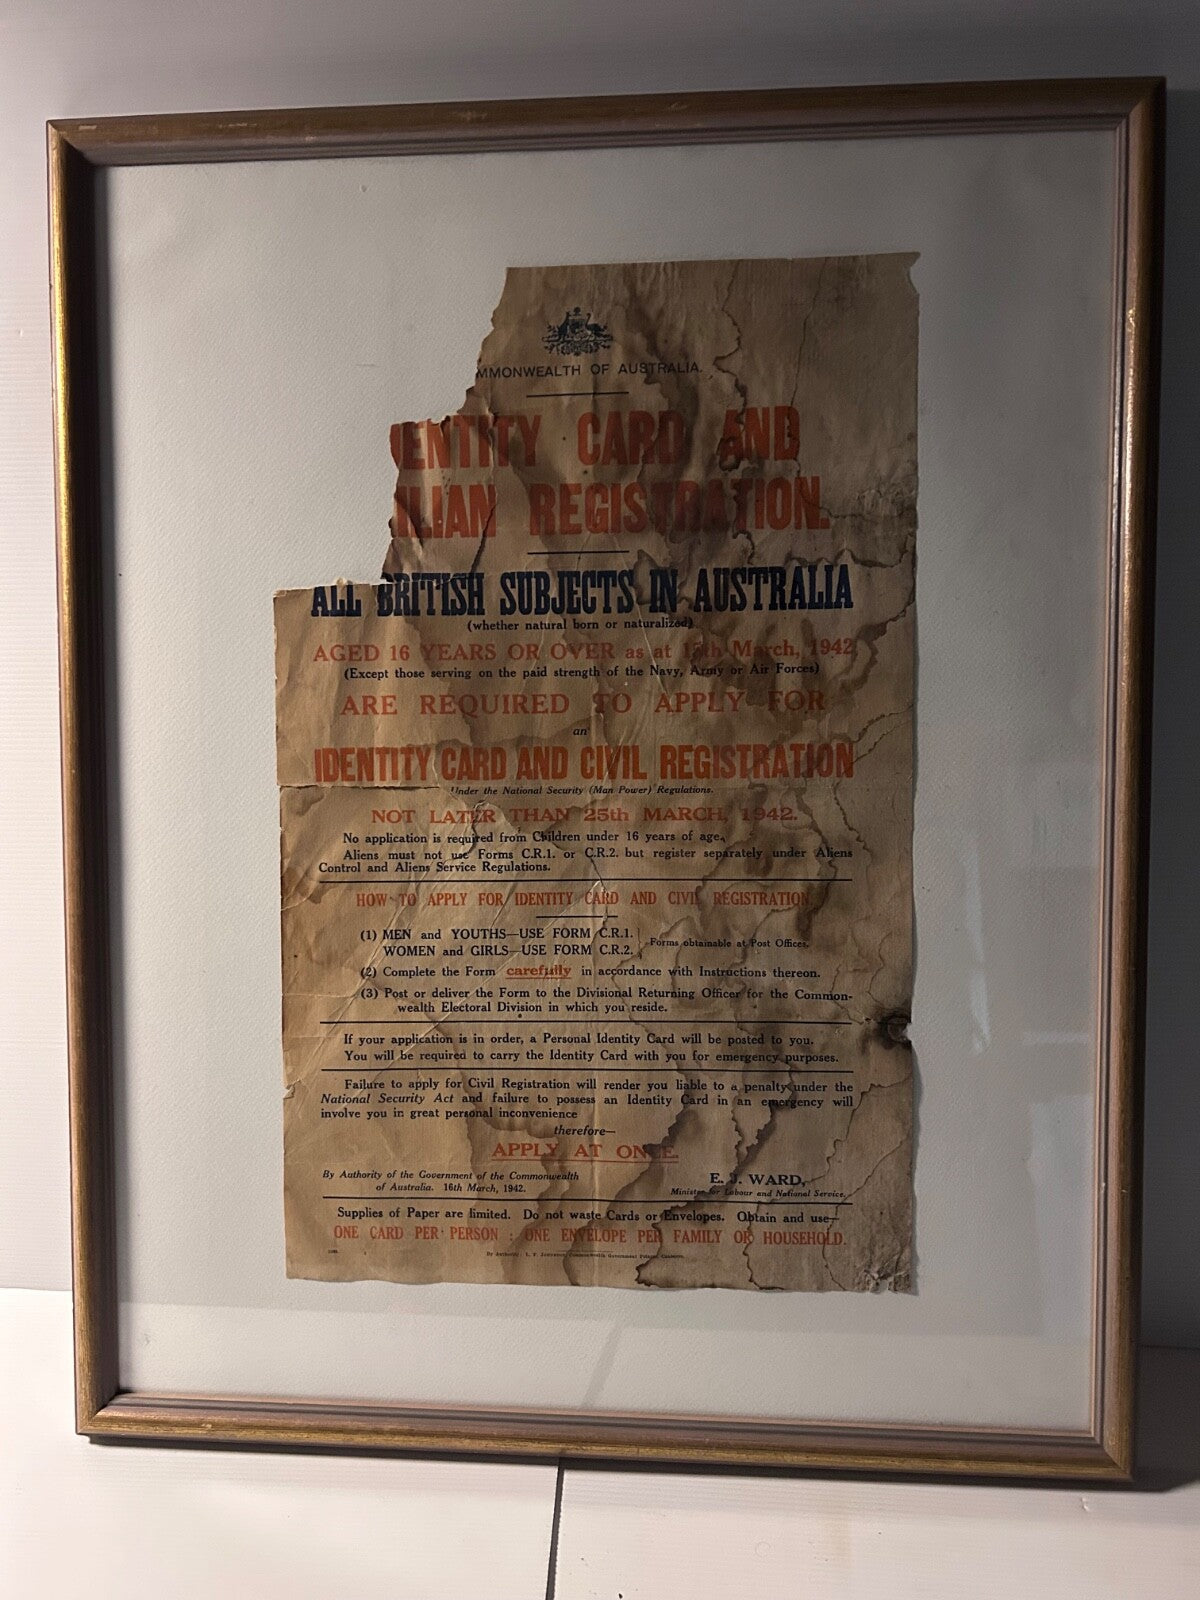 MMONWEALTH OF AUSTRALIA.
ENTITY CARD AND
ILIAN REGISTRATION.
ALL BRITISH SUBJECTS IN AUSTRALIA
(whether natural born or naturalized)
AGED 16 YEARS OR OVER as at 15th March, 1942
(Except those serving on the paid strength of the Navy, Army or Air Forces)
ARE REQUIRED TO APPLY FOR
an
IDENTITY CARD AND CIVIL REGISTRATION
Under the National Security (Man Power) Regulations.
NOT LATER THAN 25th MARCH, 1942.
No application is required from Children under 16 years of age.
Aliens must not use Forms C.R.1. or C.R.2. but register separately under Aliens
Control and Aliens Service Regulations.
HOW TO APPLY FOR IDENTITY CARD AND CIVIL REGISTRATION.
(1) MEN and YOUTHS—USE FORM C.R.1.
WOMEN and GIRLS—USE FORM C.R.2.
Forms obtainable at Post Offices.
(2) Complete the Form carefully in accordance with Instructions thereon.
(3) Post or deliver the Form to the Divisional Returning Officer for the Common-
wealth Electoral Division in which you reside.
If your application is in order, a Personal Identity Card will be posted to you.
You will be required to carry the Identity Card with you for emergency purposes.
Failure to apply for Civil Registration will render you liable to a penalty under the
National Security Act and failure to possess an Identity Card in an emergency will
involve you in great personal inconvenience
therefore—
APPLY AT ONCE.
By Authority of the Government of the Commonwealth
of Australia. 16th March, 1942.
E. J. WARD,
Minister for Labour and National Service.
Supplies of Paper are limited. Do not waste Cards or Envelopes. Obtain and use—
ONE CARD PER PERSON : ONE ENVELOPE PER FAMILY OR HOUSEHOLD.
By Authority: L. F. Johnston, Commonwealth Government Printer, Canberra.